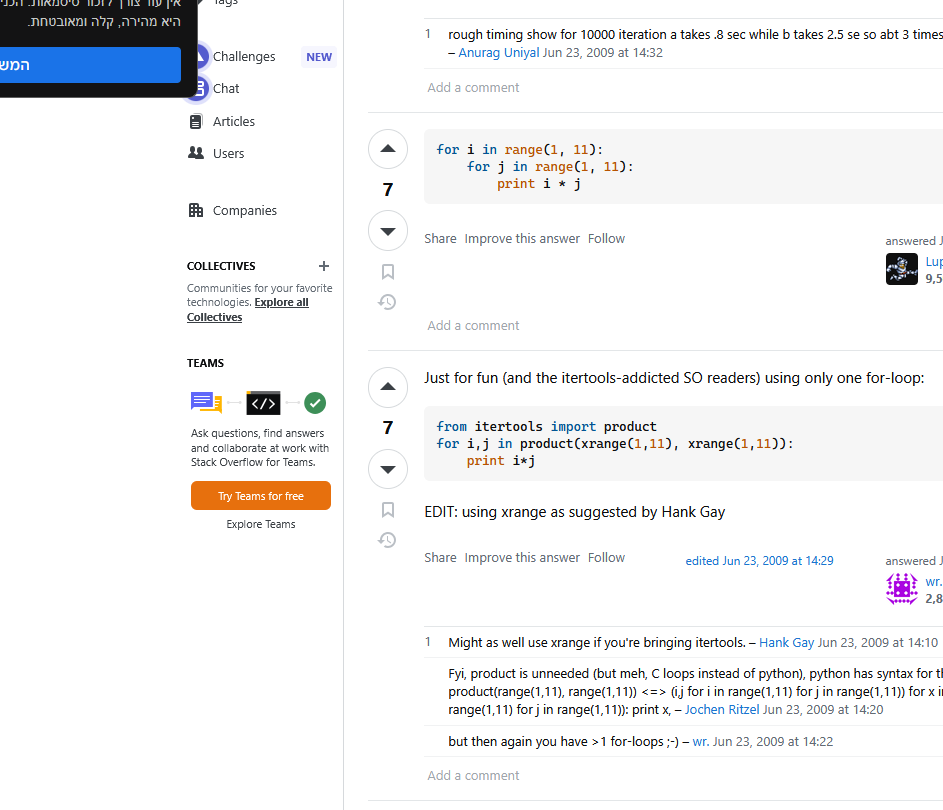 אין עוד צורך לזכור סיסמאות. הכני
היא מהירה, קלה ומאובטחת.
המש
Tags
Challenges NEW
Chat
Articles
Users
Companies
COLLECTIVES
Communities for your favorite
technologies. Explore all
Collectives
TEAMS
Ask questions, find answers
and collaborate at work with
Stack Overflow for Teams.
Try Teams for free
Explore Teams
1 rough timing show for 10000 iteration a takes .8 sec while b takes 2.5 se so abt 3 times
– Anurag Uniyal Jun 23, 2009 at 14:32
Add a comment
7
for i in range(1, 11):
    for j in range(1, 11):
        print i * j
Share Improve this answer Follow
answered J
Lup
9,5
Add a comment
7
Just for fun (and the itertools-addicted SO readers) using only one for-loop:
from itertools import product
for i,j in product(xrange(1,11), xrange(1,11)):
    print i*j
EDIT: using xrange as suggested by Hank Gay
Share Improve this answer Follow
edited Jun 23, 2009 at 14:29
answered J
wr.
2,8
1 Might as well use xrange if you're bringing itertools. – Hank Gay Jun 23, 2009 at 14:10
Fyi, product is unneeded (but meh, C loops instead of python), python has syntax for th
product(range(1,11), range(1,11)) <=> (i,j for i in range(1,11) for j in range(1,11)) for x in
range(1,11) for j in range(1,11)): print x, – Jochen Ritzel Jun 23, 2009 at 14:20
but then again you have >1 for-loops ;-) – wr. Jun 23, 2009 at 14:22
Add a comment